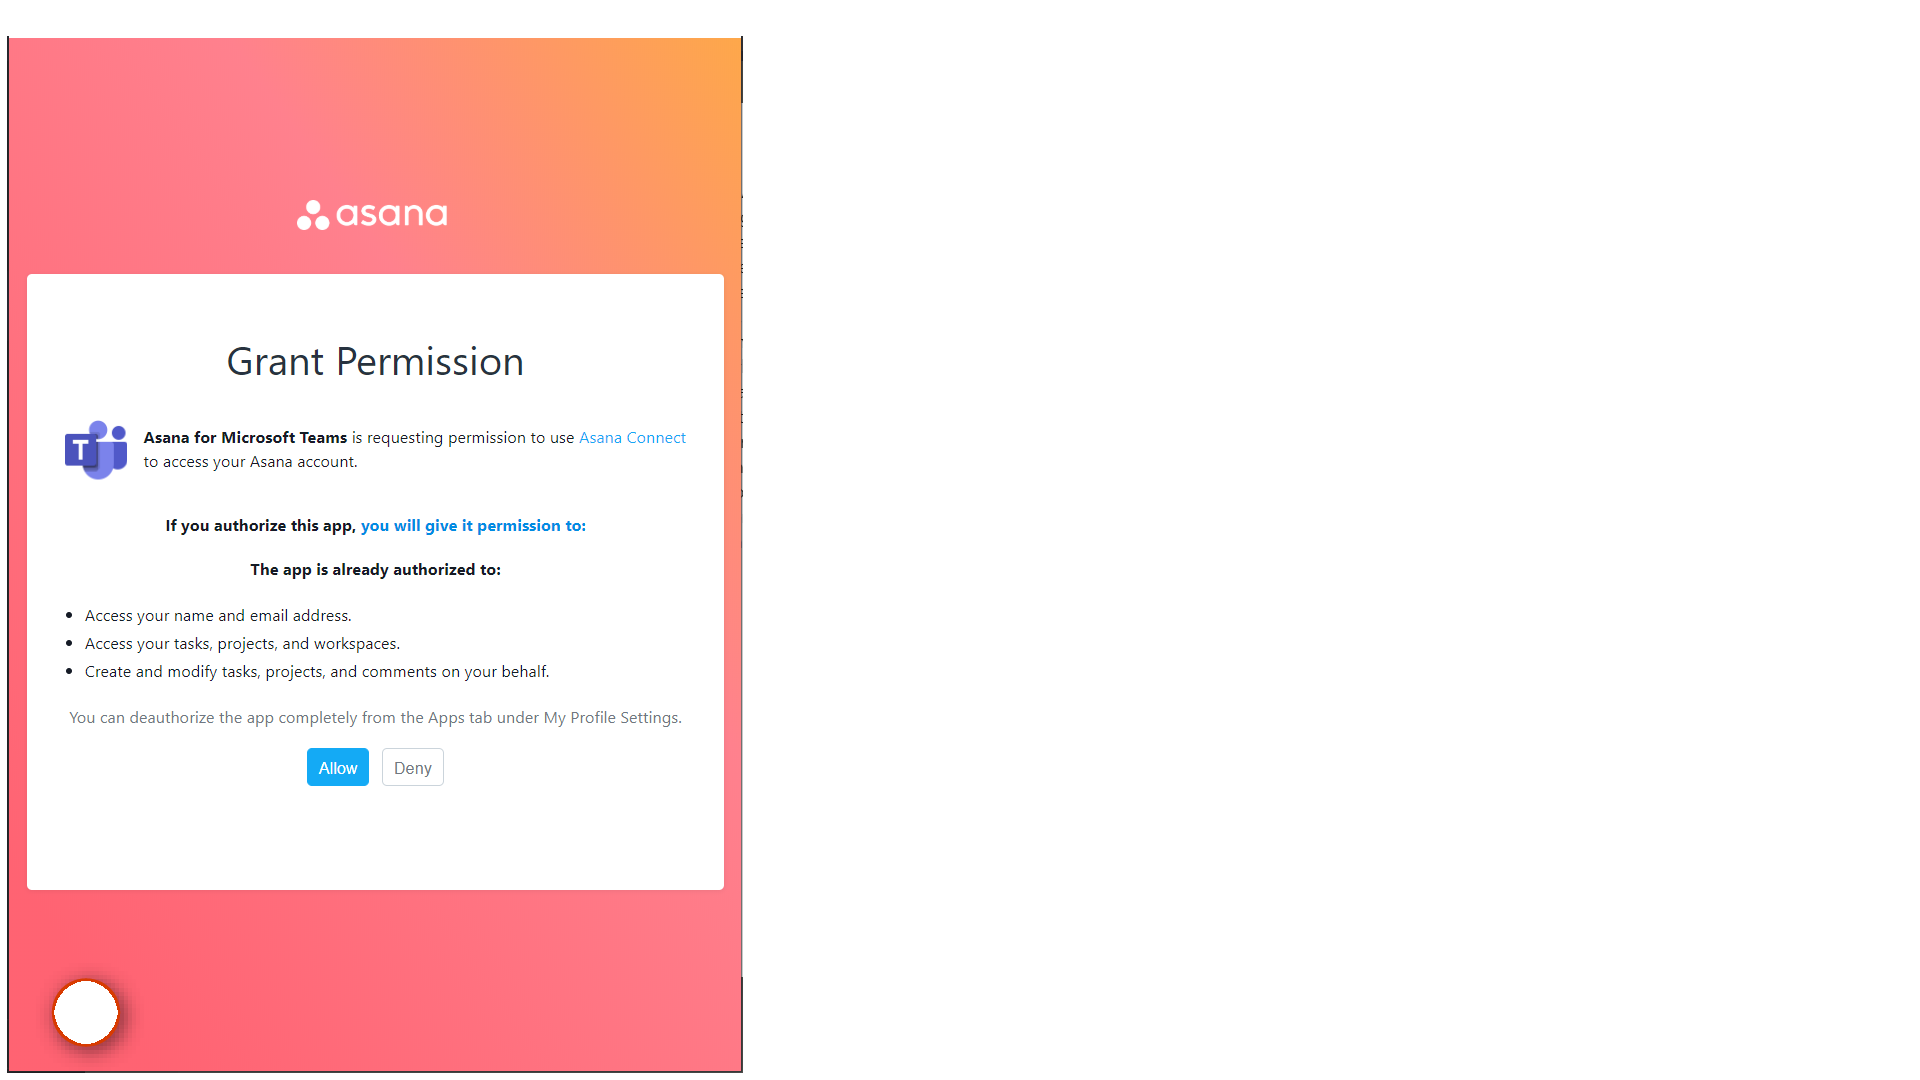 asana
Grant Permission
T
Asana for Microsoft Teams is requesting permission to use Asana Connect
to access your Asana account.
If you authorize this app, you will give it permission to:
The app is already authorized to:
• Access your name and email address.
• Access your tasks, projects, and workspaces.
• Create and modify tasks, projects, and comments on your behalf.
You can deauthorize the app completely from the Apps tab under My Profile Settings.
Allow Deny